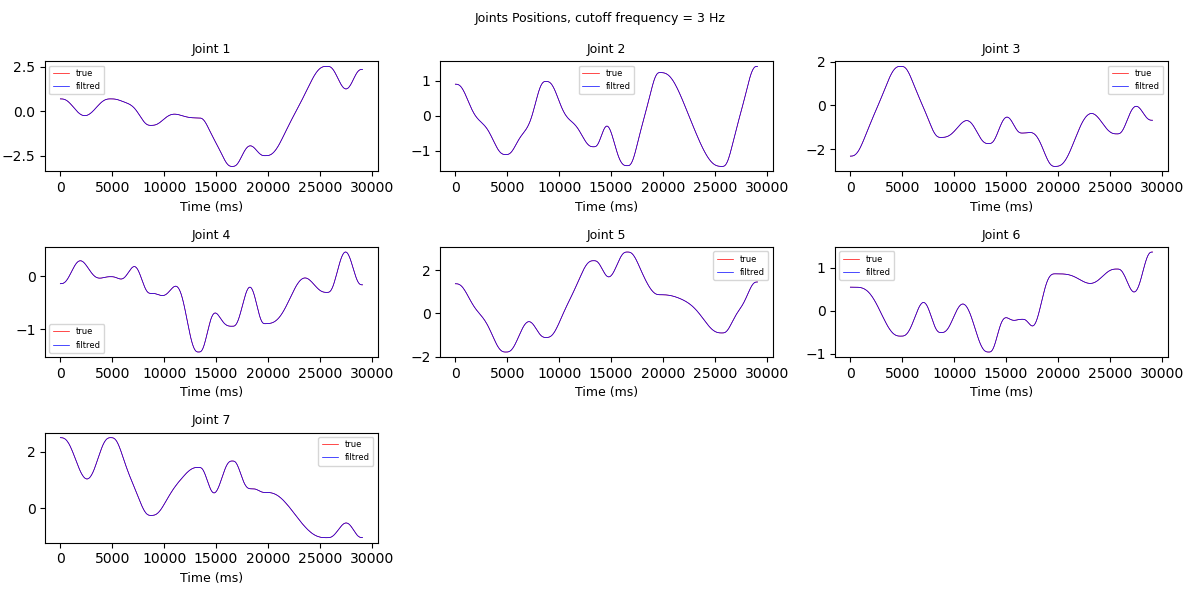 Joints Positions, cutoff frequency = 3 Hz
Joint 1
2.5
0.0
−2.5
true
filtred
0 5000 10000 15000 20000 25000 30000
Time (ms)
Joint 2
1
0
−1
true
filtred
0 5000 10000 15000 20000 25000 30000
Time (ms)
Joint 3
2
0
−2
true
filtred
0 5000 10000 15000 20000 25000 30000
Time (ms)
Joint 4
0
−1
true
filtred
0 5000 10000 15000 20000 25000 30000
Time (ms)
Joint 5
2
0
−2
true
filtred
0 5000 10000 15000 20000 25000 30000
Time (ms)
Joint 6
1
0
−1
true
filtred
0 5000 10000 15000 20000 25000 30000
Time (ms)
Joint 7
2
0
true
filtred
0 5000 10000 15000 20000 25000 30000
Time (ms)